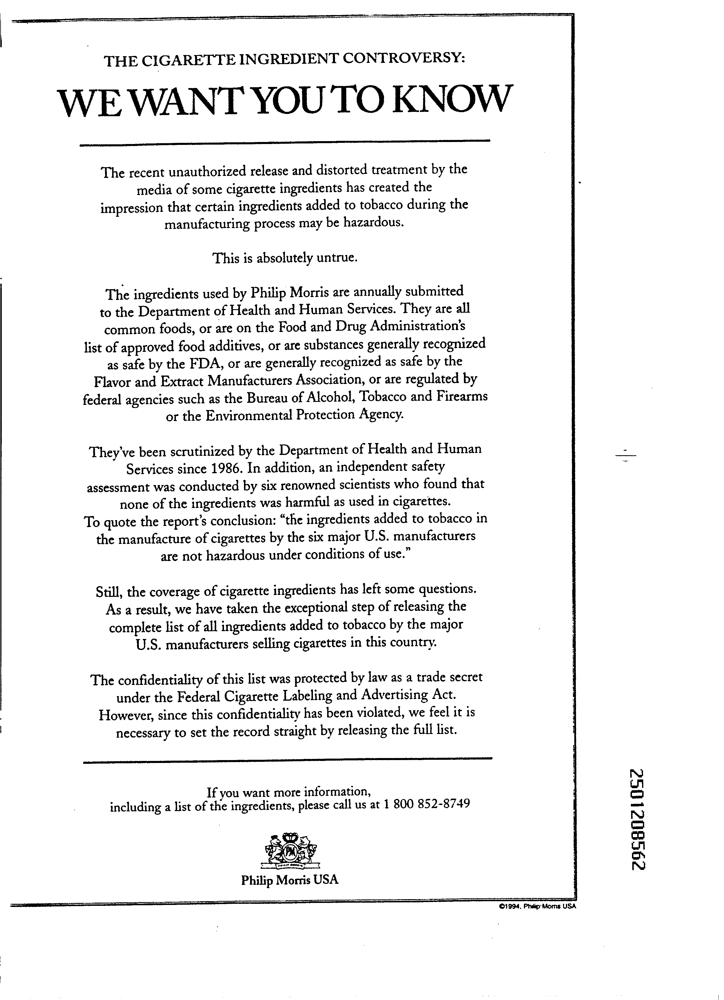 THE CIGARETTE INGREDIENT CONTROVERSY:
WE WANT YOU TO KNOW
The recent unauthorized release and distorted treatment by the
media of some cigarette ingredients has created the
impression that certain ingredients added to tobacco during the
manufacturing process may be hazardous.
This is absolutely untrue.
The ingredients used by Philip Morris are annually submitted
to the Department of Health and Human Services. They are all
common foods, or are on the Food and Drug Administration's
list of approved food additives, or are substances generally recognized
as safe by the FDA, or are generally recognized as safe by the
Flavor and Extract Manufacturers Association, or are regulated by
federal agencies such as the Bureau of Alcohol, Tobacco and Firearms
or the Environmental Protection Agency.
They've been scrutinized by the Department of Health and Human
Services since 1986. In addition, an independent safety
assessment was conducted by six renowned scientists who found that
none of the ingredients was harmful as used in cigarettes.
To quote the report's conclusion: "the ingredients added to tobacco in
the manufacture of cigarettes by the six major U.S. manufacturers
are not hazardous under conditions of use."
Still, the coverage of cigarette ingredients has left some questions.
As a result, we have taken the exceptional step of releasing the
complete list of all ingredients added to tobacco by the major
U.S. manufacturers selling cigarettes in this country.
The confidentiality of this list was protected by law as a trade secret
under the Federal Cigarette Labeling and Advertising Act.
However, since this confidentiality has been violated, we feel it is
necessary to set the record straight by releasing the full list.
If you want more information,
including a list of the ingredients, please call us at 1 800 852-8749
PM
Philip Morris USA
©1994, Philip Morris USA
2501208562